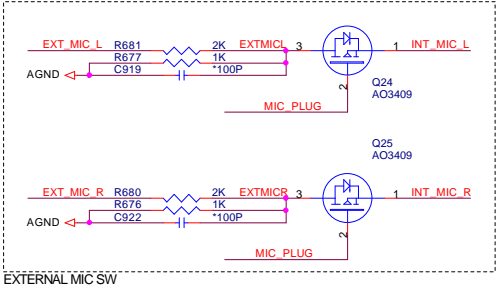 EXT_MIC_L R681 2K EXTMICL 3 1 INT_MIC_L
R677 1K
AGND C919 *100P
Q24
AO3409
2
MIC_PLUG
Q25
AO3409
EXT_MIC_R R680 2K EXTMICR 3 1 INT_MIC_R
R676 1K
AGND C922 *100P
2
MIC_PLUG
EXTERNAL MIC SW